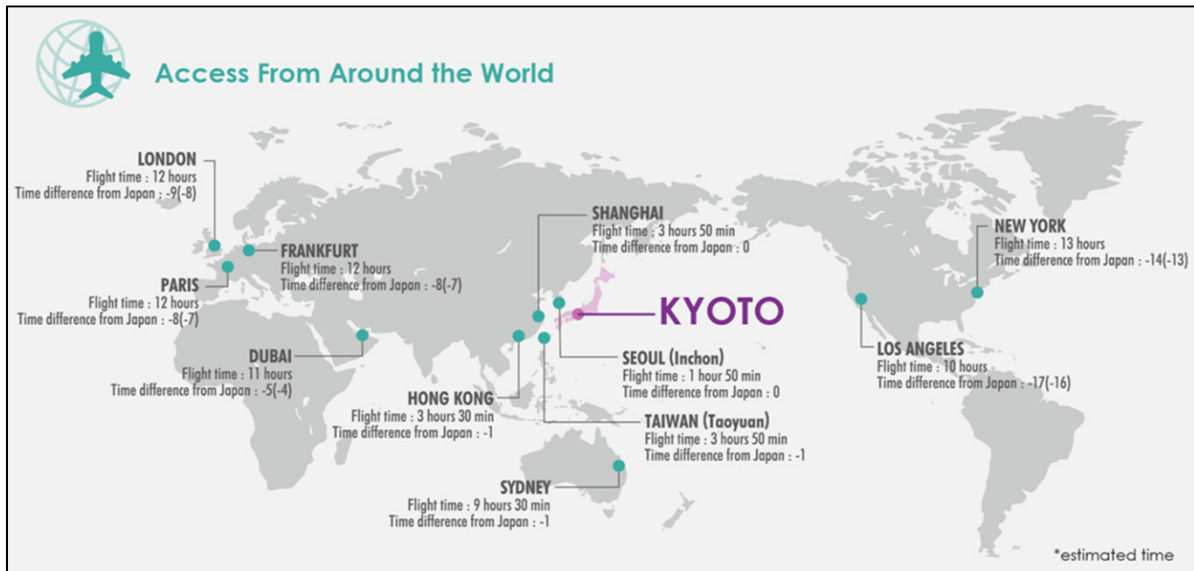 Access From Around the World
LONDON
Flight time : 12 hours
Time difference from Japan : -9(-8)
FRANKFURT
Flight time : 12 hours
Time difference from Japan : -8(-7)
PARIS
Flight time : 12 hours
Time difference from Japan : -8(-7)
DUBAI
Flight time : 11 hours
Time difference from Japan : -5(-4)
HONG KONG
Flight time : 3 hours 30 min
Time difference from Japan : -1
SYDNEY
Flight time : 9 hours 30 min
Time difference from Japan : -1
SHANGHAI
Flight time : 3 hours 50 min
Time difference from Japan : 0
KYOTO
SEOUL (Inchon)
Flight time : 1 hour 50 min
Time difference from Japan : 0
TAIWAN (Taoyuan)
Flight time : 3 hours 50 min
Time difference from Japan : -1
NEW YORK
Flight time : 13 hours
Time difference from Japan : -14(-13)
LOS ANGELES
Flight time : 10 hours
Time difference from Japan : -17(-16)
*estimated time